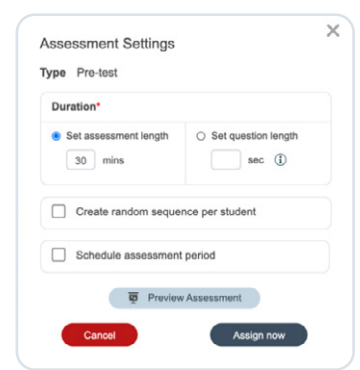 Assessment Settings
Type Pre-test
Duration*
Set assessment length
30 mins
Set question length
sec
Create random sequence per student
Schedule assessment period
Preview Assessment
Cancel
Assign now